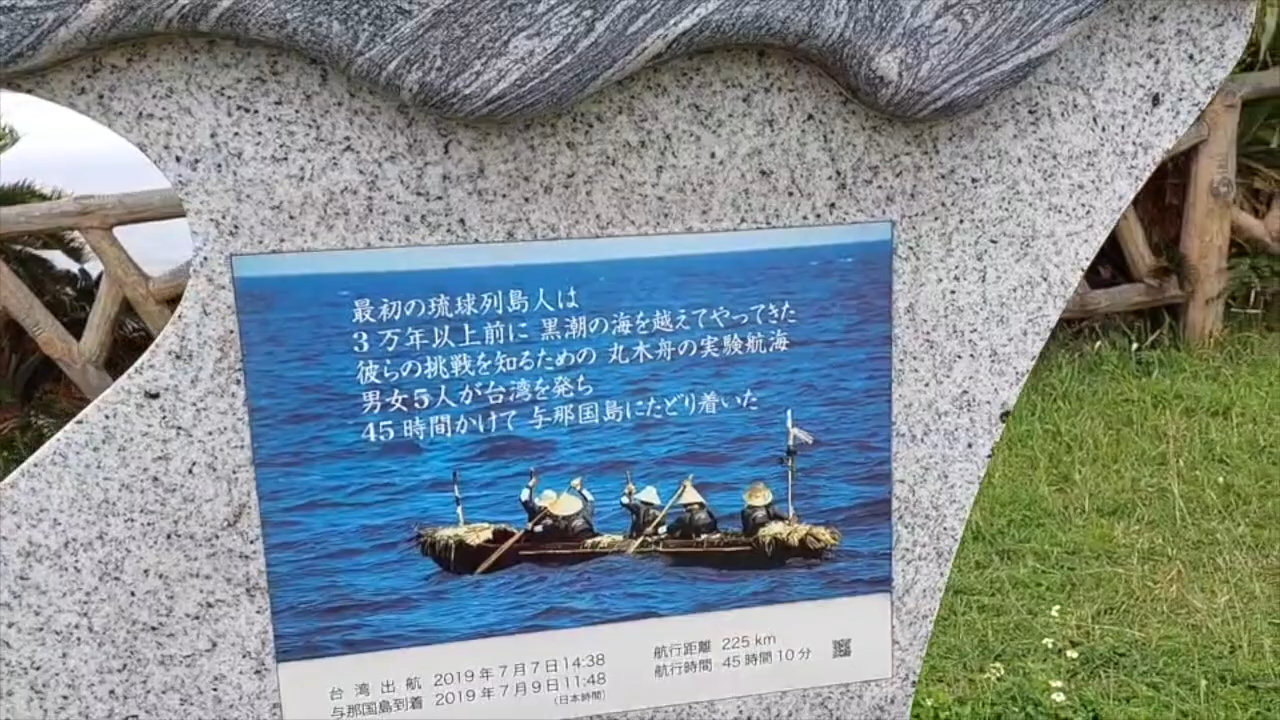 最初の琉球列島人は
3万年以上前に 黒潮の海を越えてやってきた
彼らの挑戦を知るための 丸木舟の実験航海
男女5人が台湾を発ち
45時間かけて 与那国島にたどり着いた
台湾出航 2019年7月7日14:38
与那国島到着 2019年7月9日11:48
(日本時間)
航行距離 225 km
航行時間 45時間10分